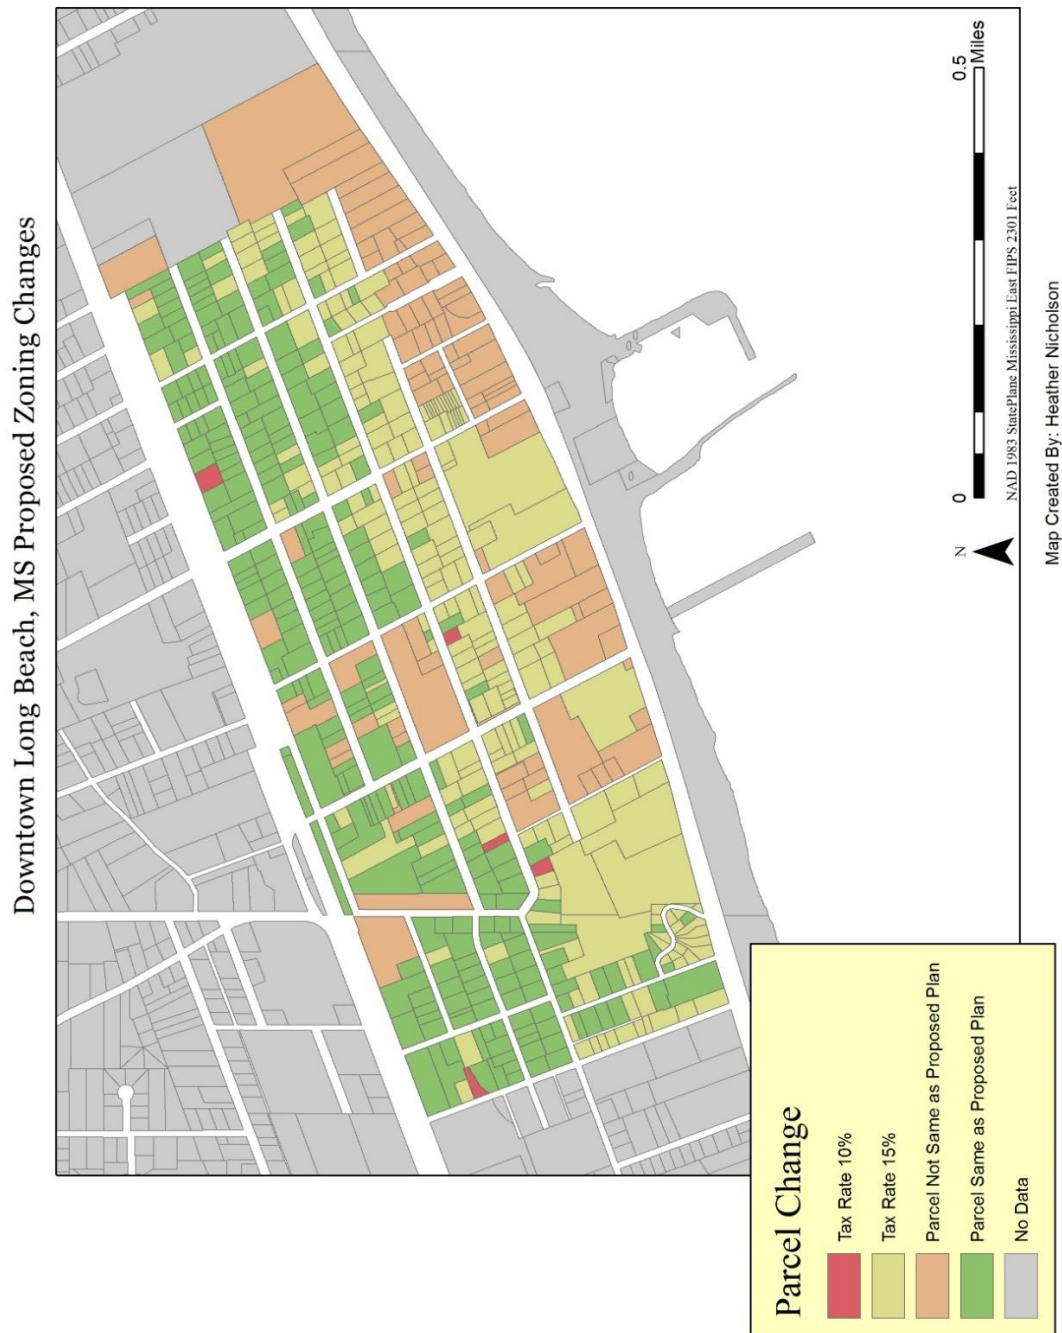 Downtown Long Beach, MS Proposed Zoning Changes
Parcel Change
Tax Rate 10%
Tax Rate 15%
Parcel Not Same as Proposed Plan
Parcel Same as Proposed Plan
No Data
N
0
0.5
Miles
NAD 1983 StatePlane Mississippi East FIPS 2301 Feet
Map Created By: Heather Nicholson